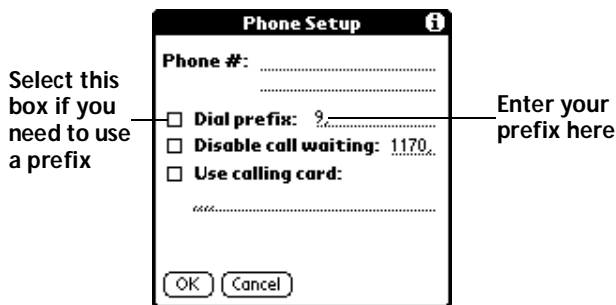 Phone Setup i
Phone #:
Select this
box if you
need to use
a prefix
Dial prefix: 9,
Enter your
prefix here
Disable call waiting: 1170,
Use calling card:
,,,,
OK Cancel